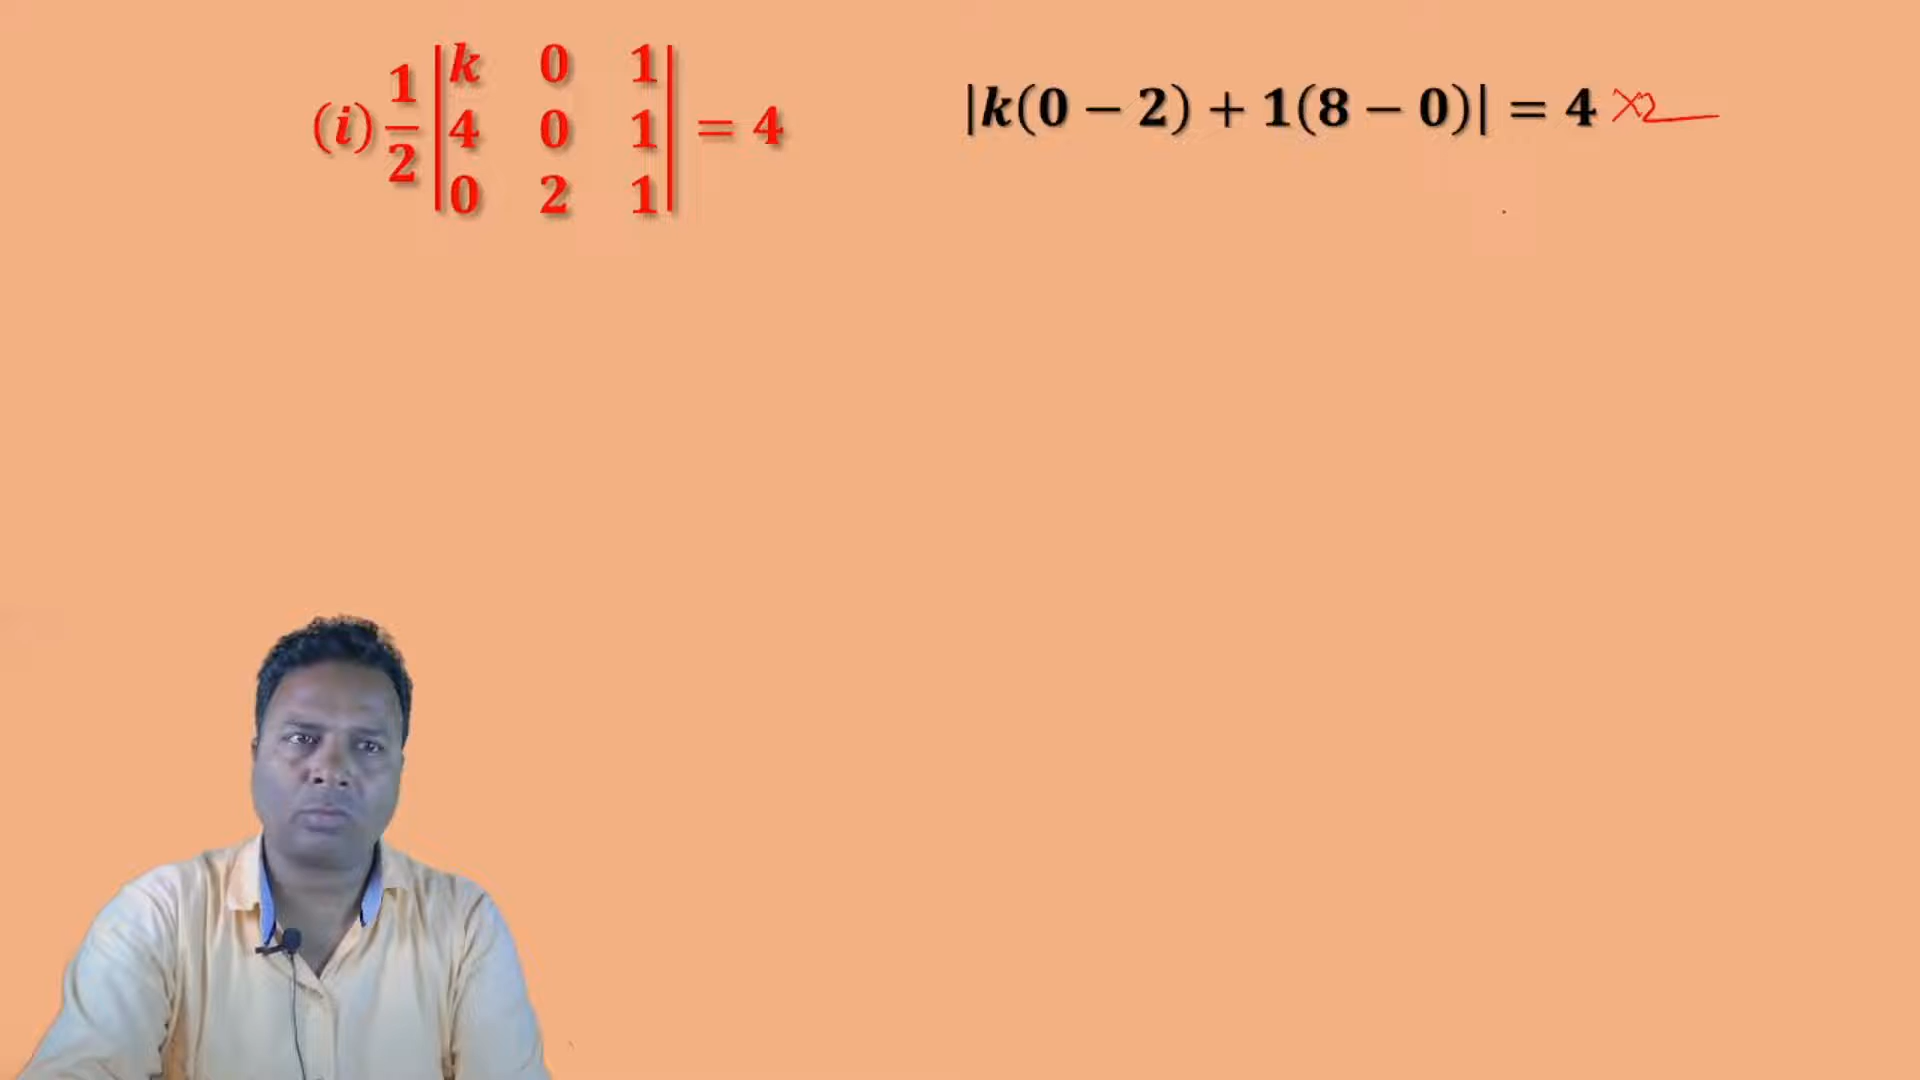 (i) 1/2 |k 0 1|
|4 0 1| = 4
|0 2 1|
|k(0 − 2) + 1(8 − 0)| = 4 ×2